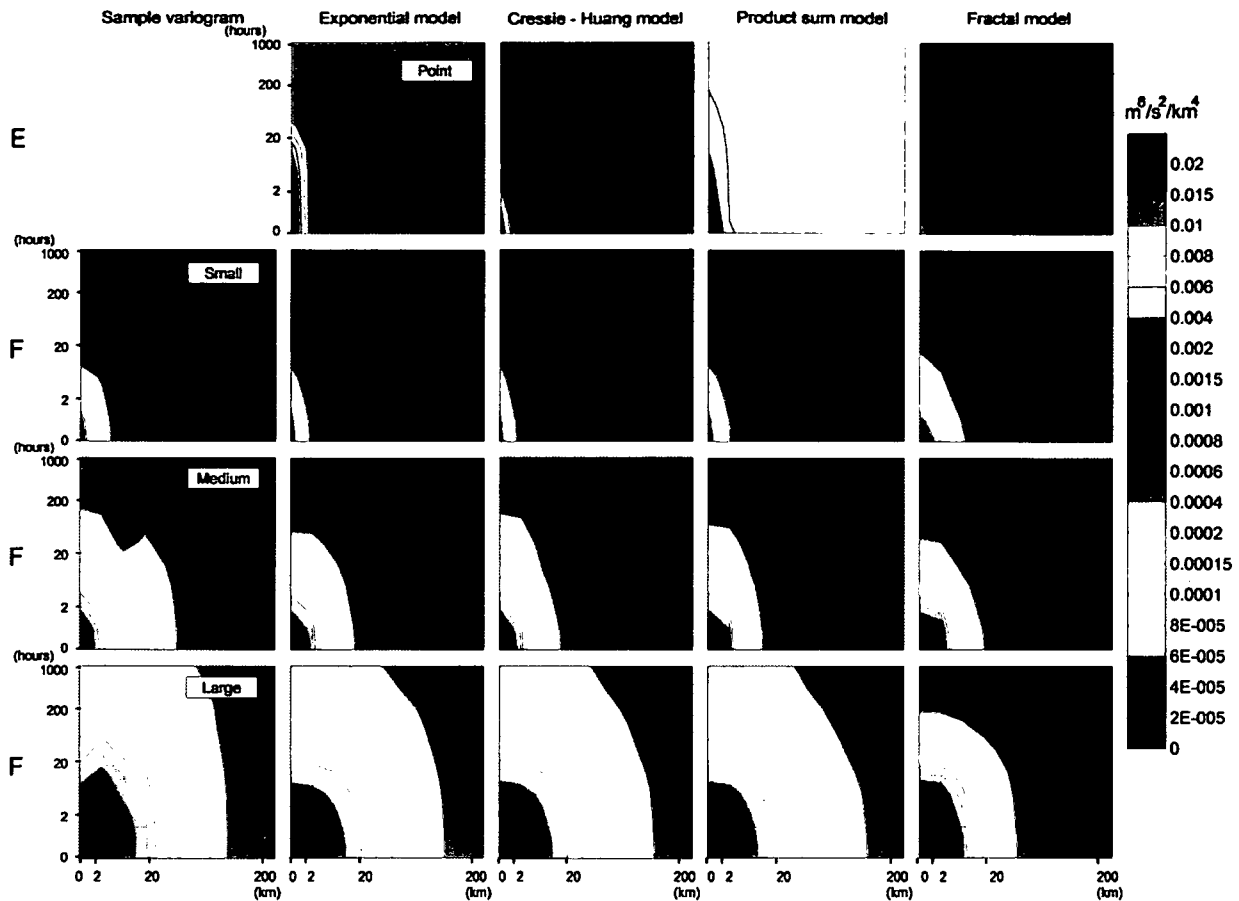 Sample variogram Exponential model Cressie - Huang model Product sum model Fractal model
(hours)
1000
200
20
2
0
Point
E
m⁶/s²/km⁴
0.02
0.015
0.01
0.008
0.006
0.004
0.002
0.0015
0.001
0.0008
0.0006
0.0004
0.0002
0.00015
0.0001
8E-005
6E-005
4E-005
2E-005
0
(hours)
1000
200
20
2
0
Small
F
(hours)
1000
200
20
2
0
Medium
F
(hours)
1000
200
20
2
0
Large
F
0 2 20 200 0 2 20 200 0 2 20 200 0 2 20 200 0 2 20 200
(km) (km) (km) (km) (km)